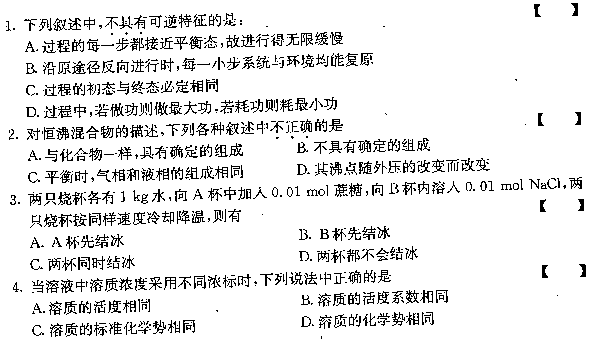 1. 下列叙述中,不具有可逆特征的是: 【 】
A. 过程的每一步都接近平衡态,故进行得无限缓慢
B. 沿原途径反向进行时,每一小步系统与环境均能复原
C. 过程的初态与终态必定相同
D. 过程中,若做功则做最大功,若耗功则耗最小功
2. 对恒沸混合物的描述,下列各种叙述中不正确的是 【 】
A. 与化合物一样,具有确定的组成 B. 不具有确定的组成
C. 平衡时,气相和液相的组成相同 D. 其沸点随外压的改变而改变
3. 两只烧杯各有 1 kg 水,向 A 杯中加入 0.01 mol 蔗糖,向 B 杯内溶入 0.01 mol NaCl,两
只烧杯按同样速度冷却降温,则有 【 】
A. A 杯先结冰 B. B 杯先结冰
C. 两杯同时结冰 D. 两杯都不会结冰
4. 当溶液中溶质浓度采用不同浓标时,下列说法中正确的是 【 】
A. 溶质的活度相同 B. 溶质的活度系数相同
C. 溶质的标准化学势相同 D. 溶质的化学势相同